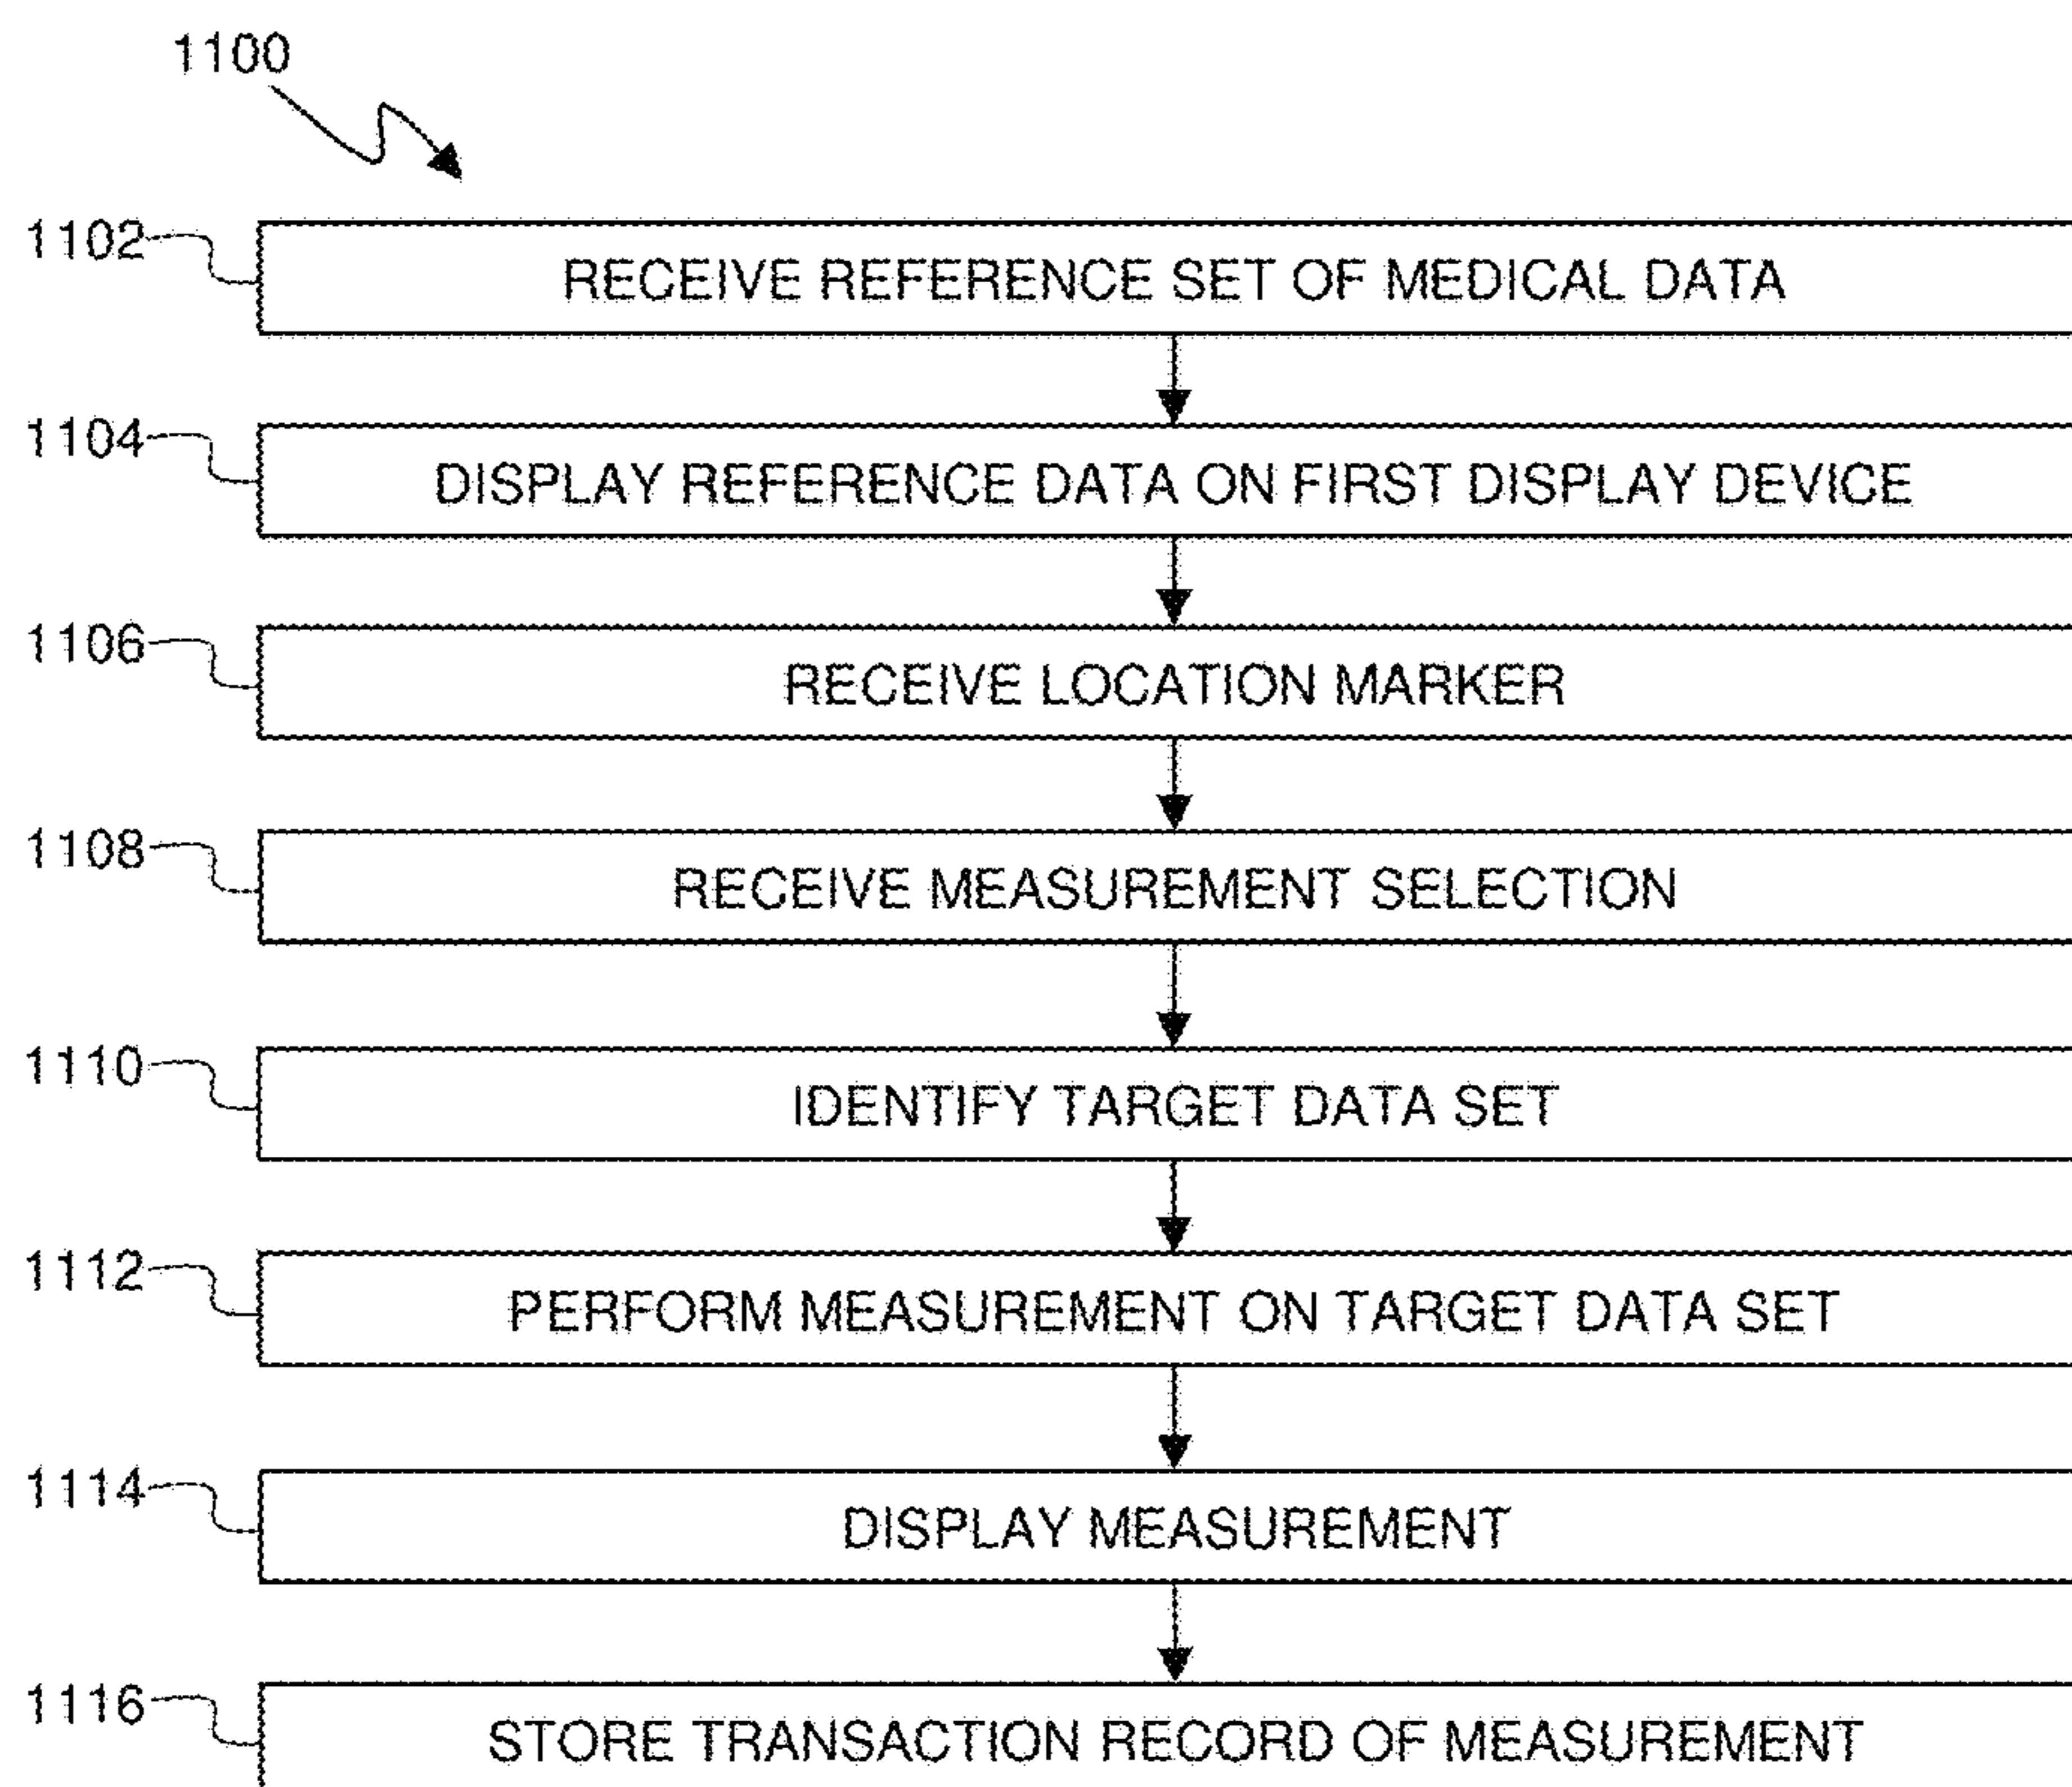 1100
1102 RECEIVE REFERENCE SET OF MEDICAL DATA
1104 DISPLAY REFERENCE DATA ON FIRST DISPLAY DEVICE
1106 RECEIVE LOCATION MARKER
1108 RECEIVE MEASUREMENT SELECTION
1110 IDENTIFY TARGET DATA SET
1112 PERFORM MEASUREMENT ON TARGET DATA SET
1114 DISPLAY MEASUREMENT
1116 STORE TRANSACTION RECORD OF MEASUREMENT